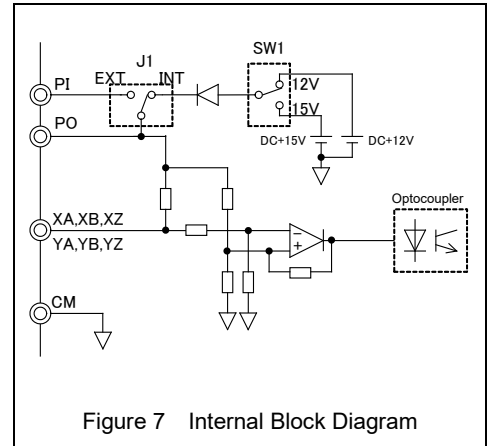 J1
SW1
PI
EXT
INT
12V
PO
15V
DC+15V
DC+12V
Optocoupler
XA,XB,XZ
YA,YB,YZ
−
+
CM
Figure 7 Internal Block Diagram